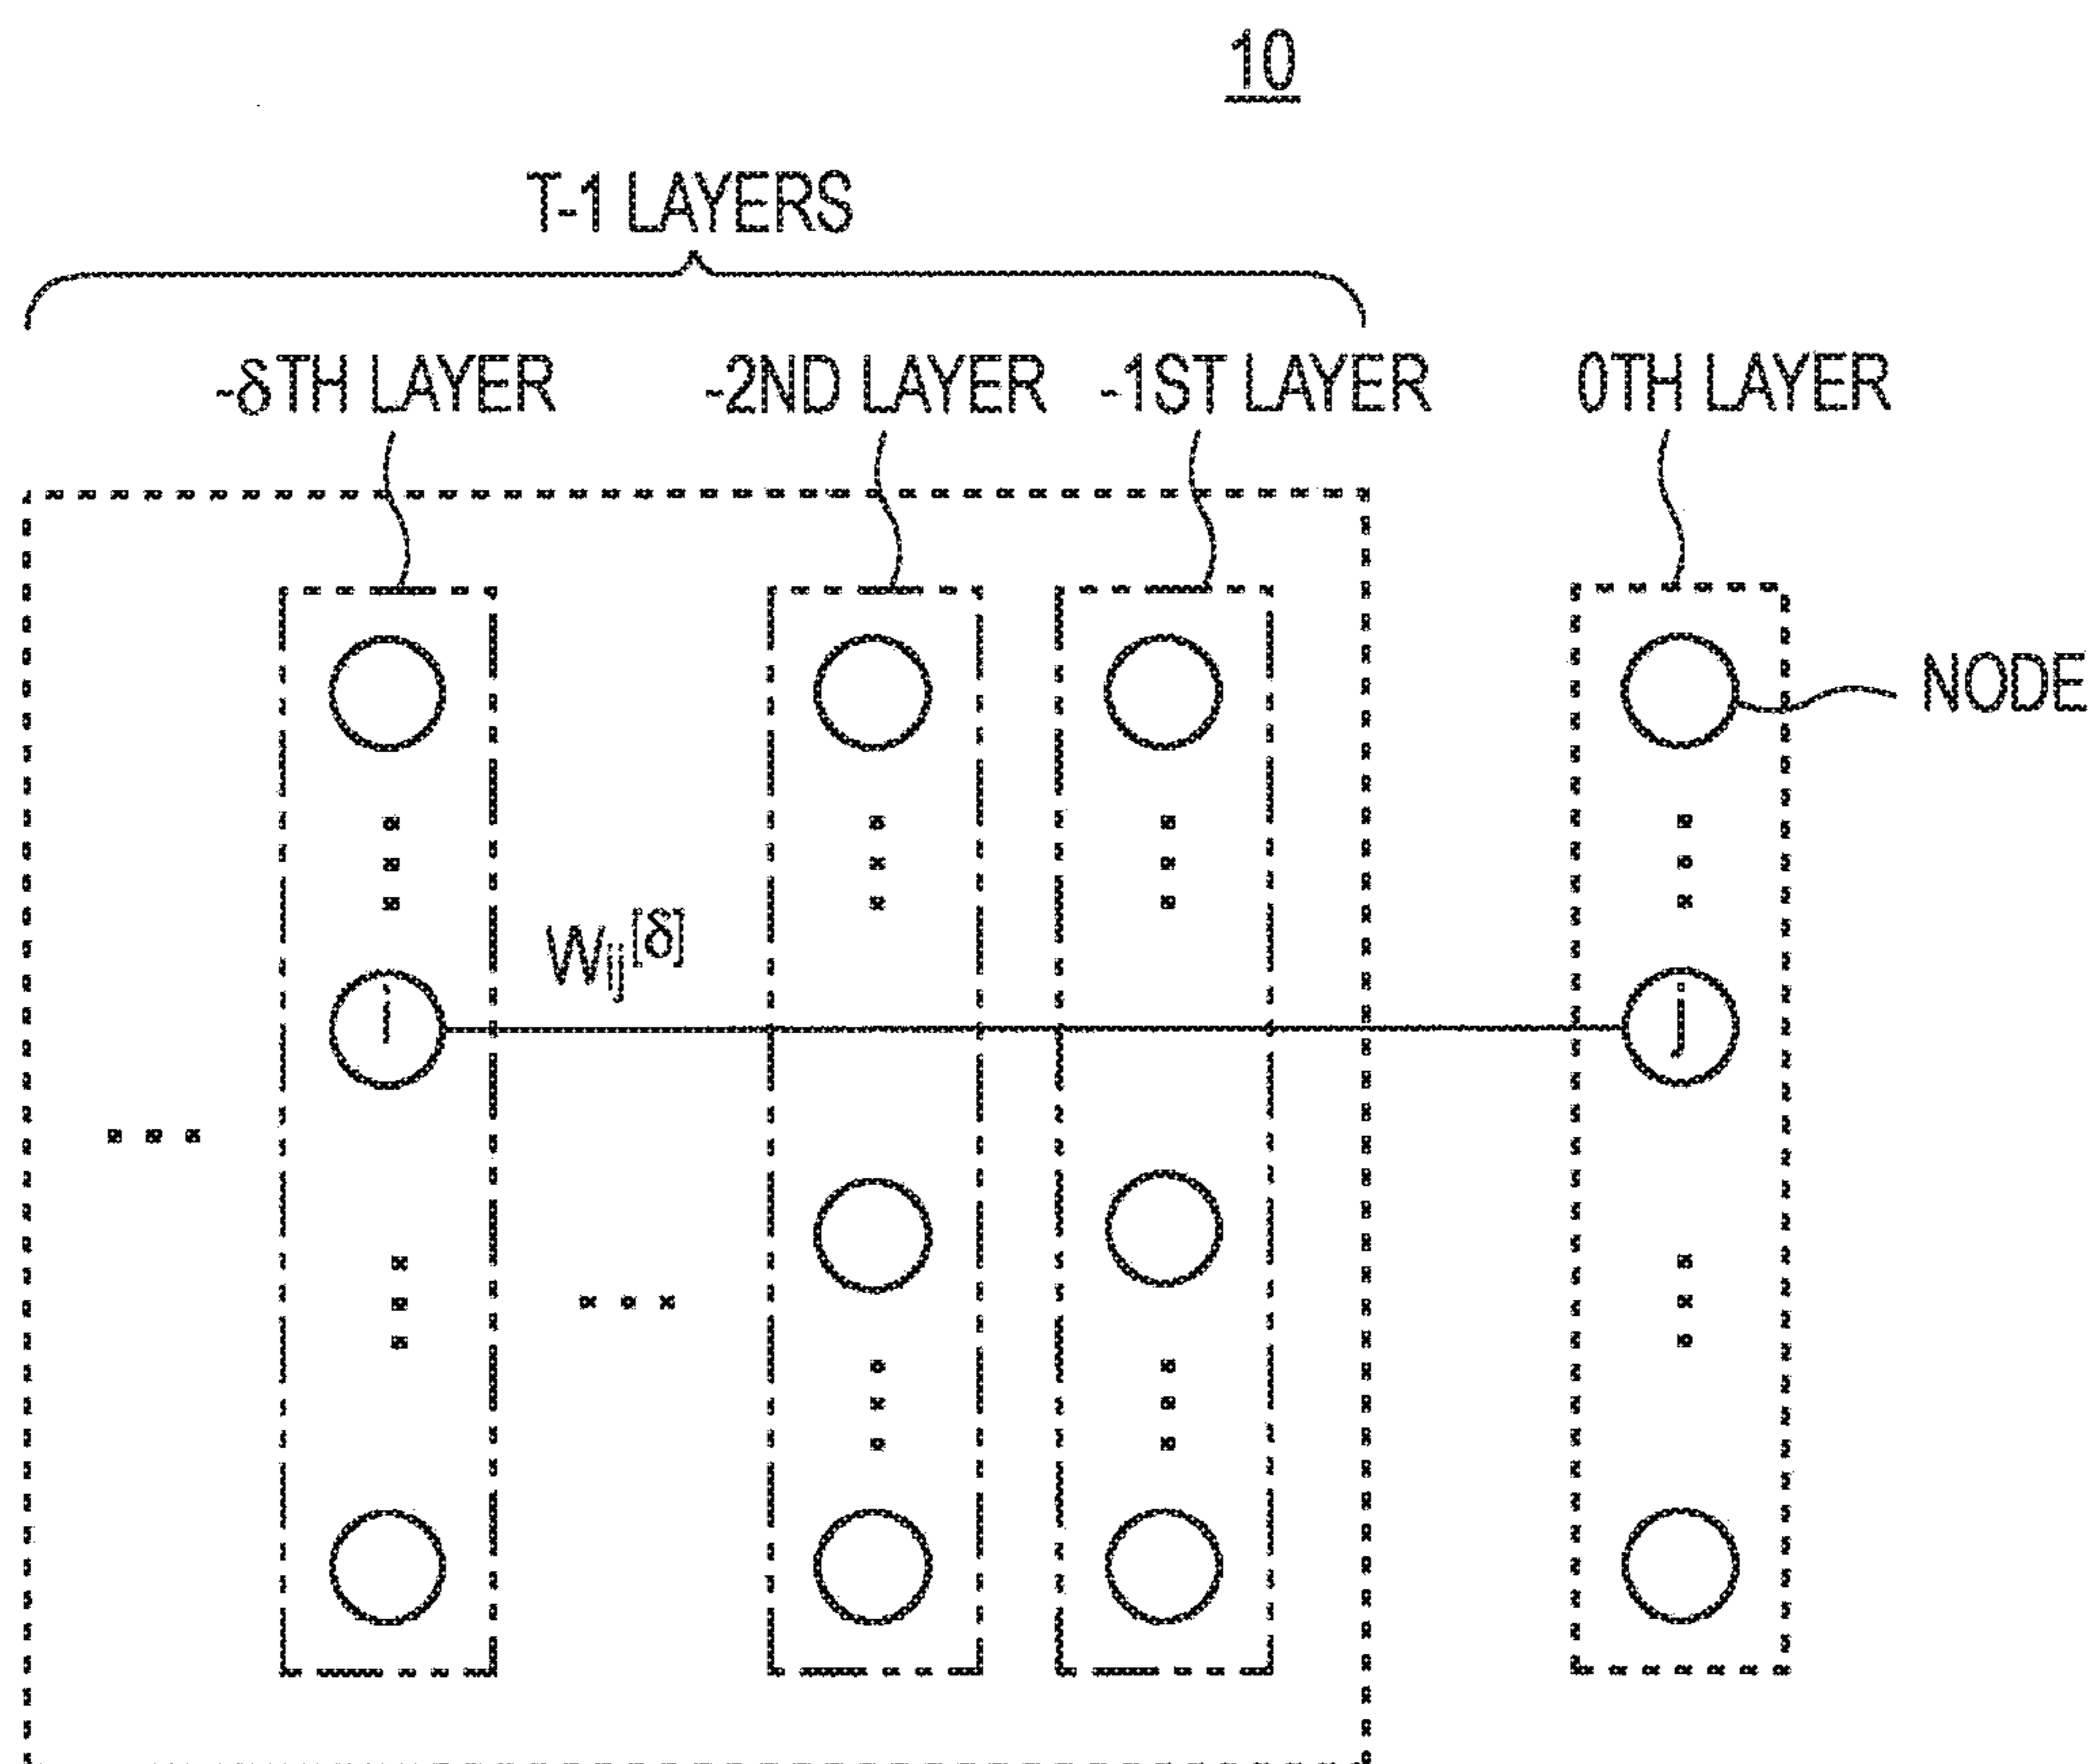 10
T-1 LAYERS
-δTH LAYER -2ND LAYER -1ST LAYER 0TH LAYER
NODE
Wij[δ]
i j